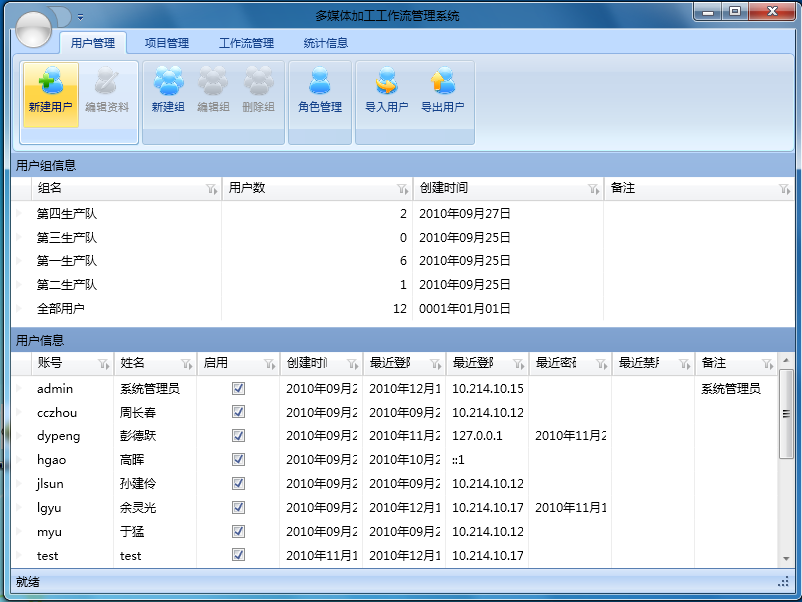 多媒体加工工作流管理系统
用户管理 项目管理 工作流管理 统计信息
新建用户 编辑资料 新建组 编辑组 删除组 角色管理 导入用户 导出用户
用户组信息
组名 用户数 创建时间 备注
第四生产队 2 2010年09月27日
第三生产队 0 2010年09月25日
第一生产队 6 2010年09月25日
第二生产队 1 2010年09月25日
全部用户 12 0001年01月01日
用户信息
账号 姓名 启用 创建时间 最近登 最近登 最近密 最近禁 备注
admin 系统管理员 2010年09月2 2010年12月1 10.214.10.15 系统管理员
cczhou 周长春 2010年09月2 2010年12月1 10.214.10.12
dypeng 彭德跃 2010年09月2 2010年11月2 127.0.0.1 2010年11月2
hgao 高晖 2010年09月2 2010年10月2 ::1
jlsun 孙建伶 2010年09月2 2010年09月2 10.214.10.12
lgyu 余灵光 2010年09月2 2010年12月1 10.214.10.17 2010年11月1
myu 于猛 2010年09月2 2010年09月2 10.214.10.12
test test 2010年11月1 2010年12月1 10.214.10.17
就绪